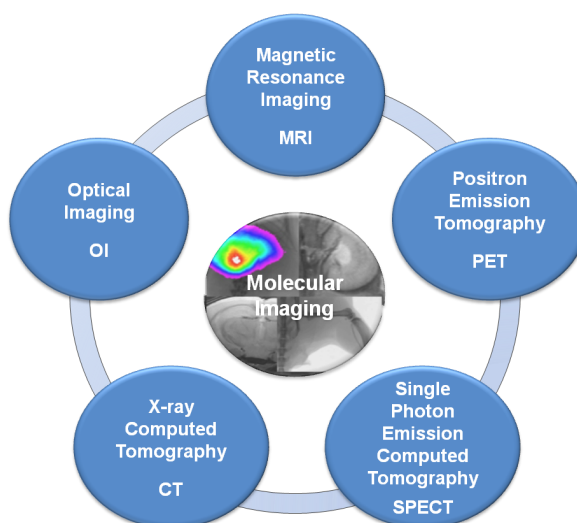 Magnetic
Resonance
Imaging
MRI
Positron
Emission
Tomography
PET
Single
Photon
Emission
Computed
Tomography
SPECT
X-ray
Computed
Tomography
CT
Optical
Imaging
OI
Molecular
Imaging